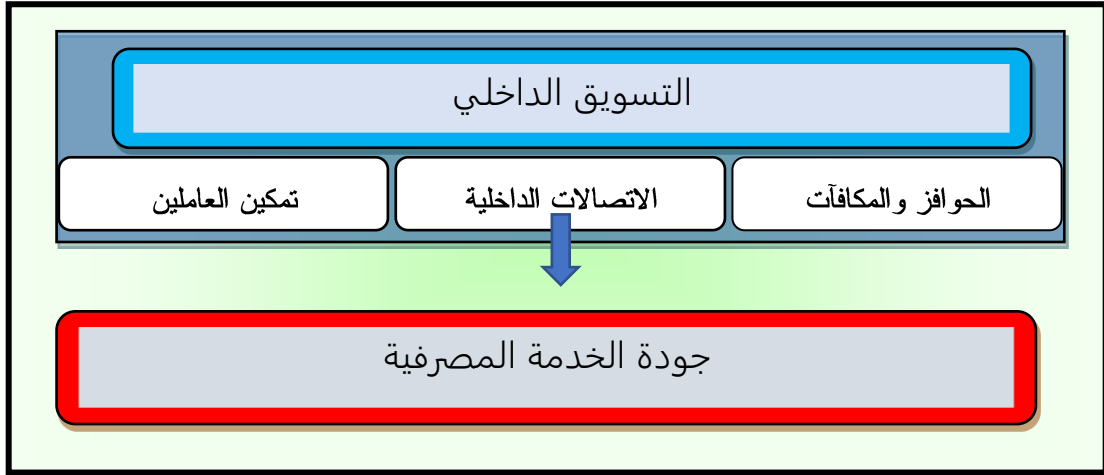 التسويق الداخلي
الحوافز والمكافآت
الاتصالات الداخلية
تمكين العاملين
جودة الخدمة المصرفية